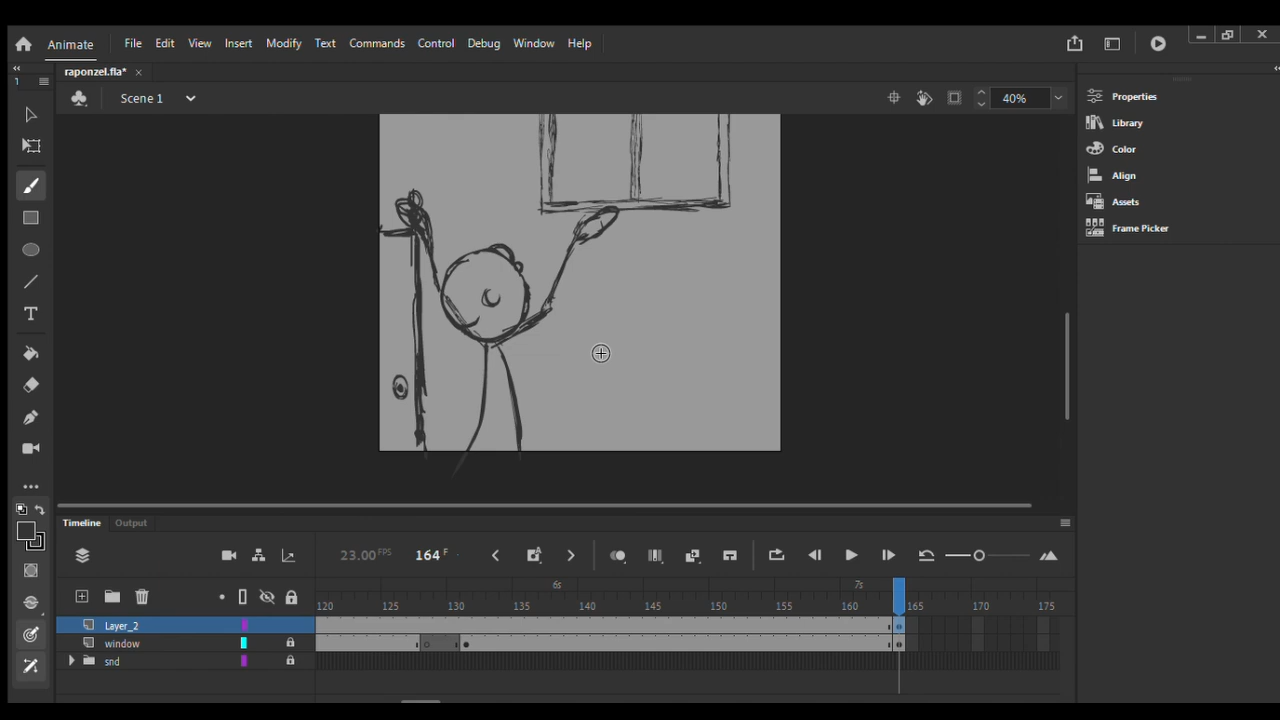 Animate File Edit View Insert Modify Text Commands Control Debug Window Help
raponzel.fla* ×
Scene 1 40%
Properties
Library
Color
Align
Assets
Frame Picker
Timeline Output
23.00 FPS 164 F
6s 7s
120 125 130 135 140 145 150 155 160 165 170 175
Layer_2
window
snd